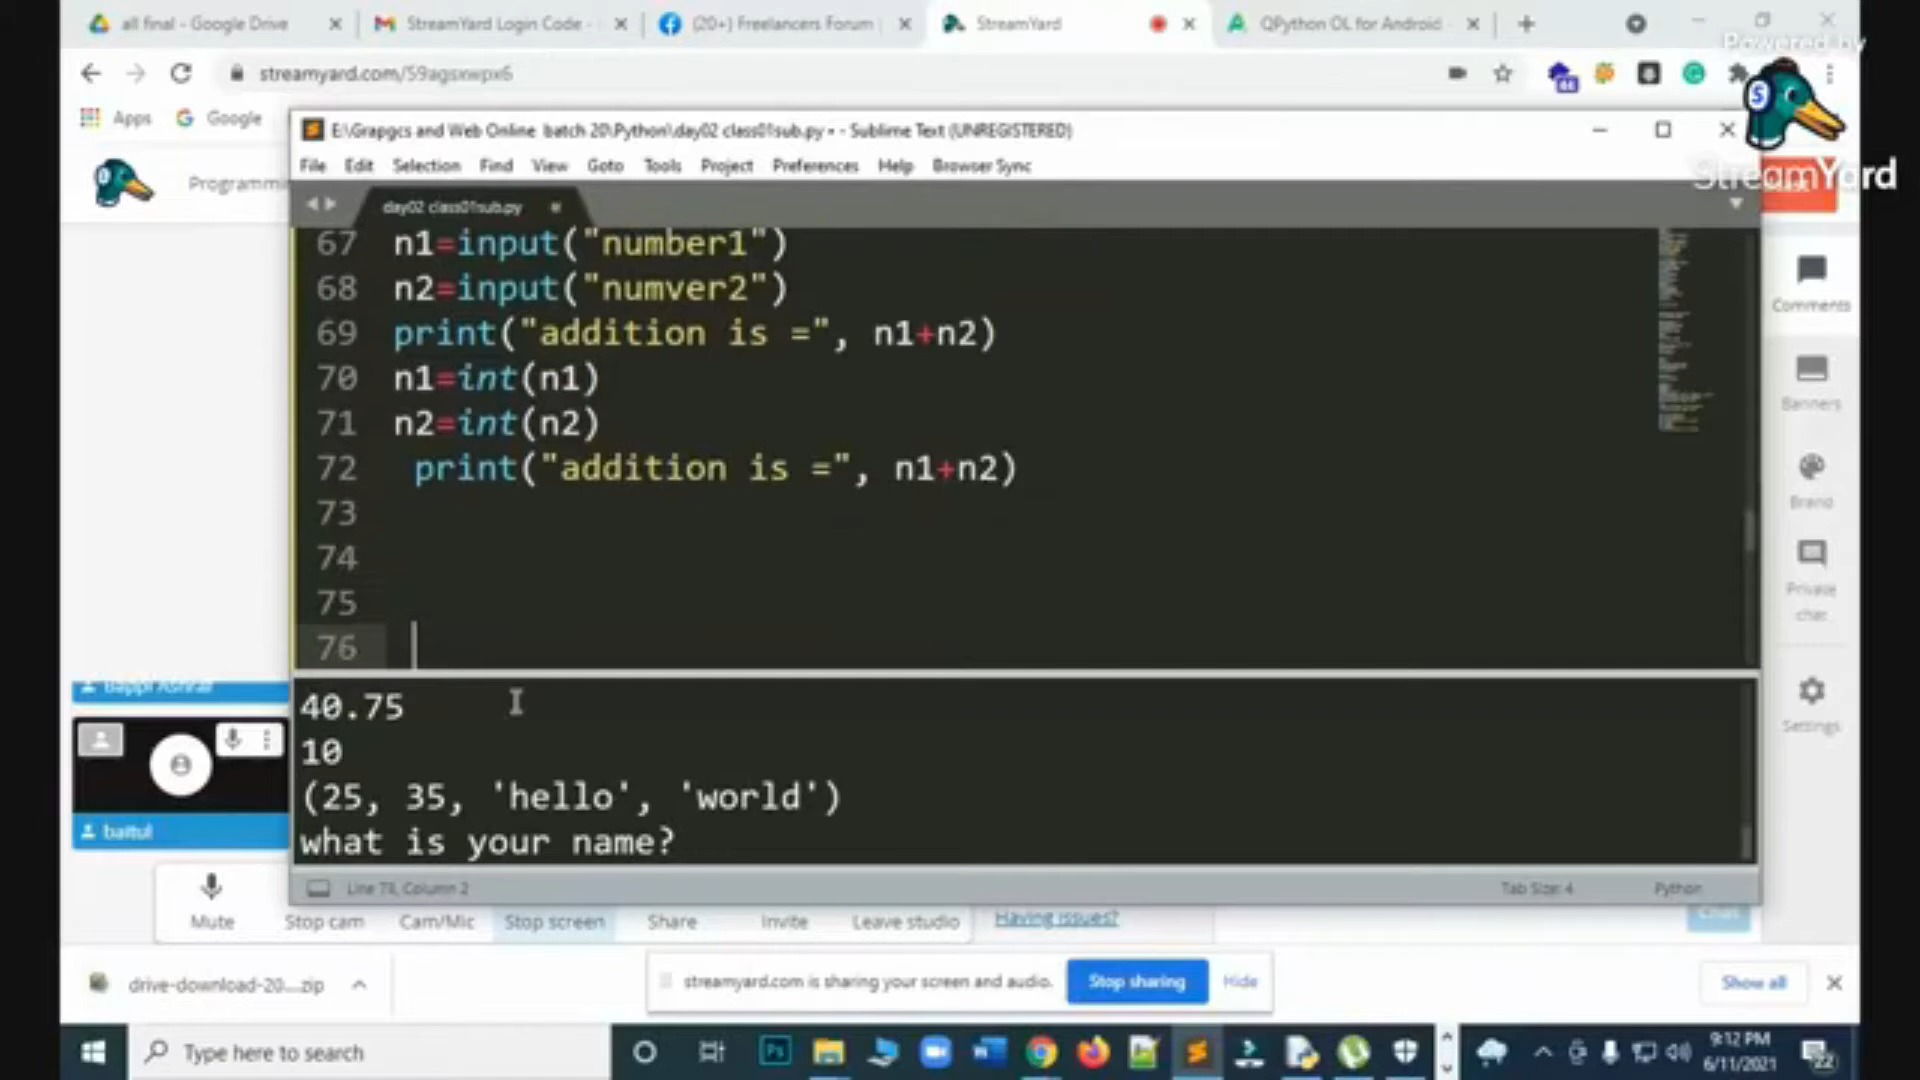 all final - Google Drive
StreamYard Login Code -
(20+) Freelancers Forum
StreamYard
QPython OL for Android
Powered by
streamyard.com/59agsxwpx6
Apps
Google
StreamYard
E:\Grapgcs and Web Online batch 20\Python\day02 class01sub.py • - Sublime Text (UNREGISTERED)
File Edit Selection Find View Goto Tools Project Preferences Help Browser Sync
Programmi
day02 class01sub.py
67 n1=input("number1")
68 n2=input("numver2")
69 print("addition is =", n1+n2)
70 n1=int(n1)
71 n2=int(n2)
72 print("addition is =", n1+n2)
73
74
75
76
Comments
Banners
Brand
Private
chat
Settings
40.75
10
(25, 35, 'hello', 'world')
what is your name?
bappi Ashraf
baitul
Line 73, Column 2
Tab Size: 4
Python
Mute
Stop cam
Cam/Mic
Stop screen
Share
Invite
Leave studio
Having issues?
drive-download-20....zip
streamyard.com is sharing your screen and audio.
Stop sharing
Hide
Show all
Type here to search
Ps
9:12 PM
6/11/2021
22